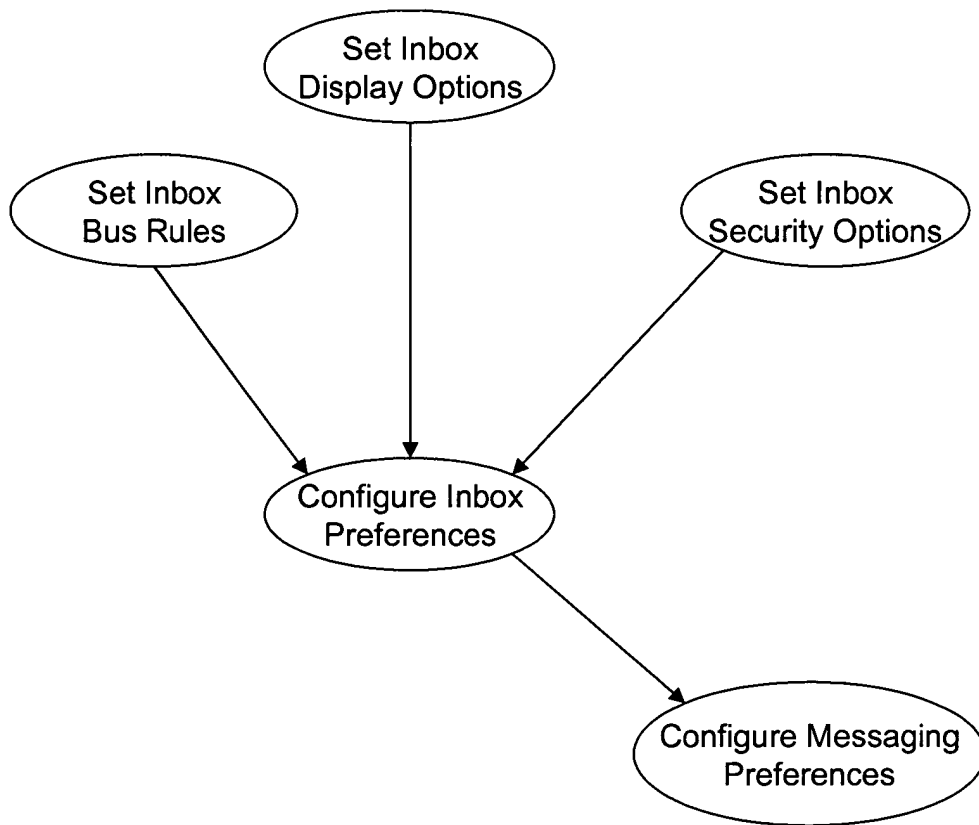 Set Inbox
Display Options
Set Inbox
Bus Rules
Set Inbox
Security Options
Configure Inbox
Preferences
Configure Messaging
Preferences